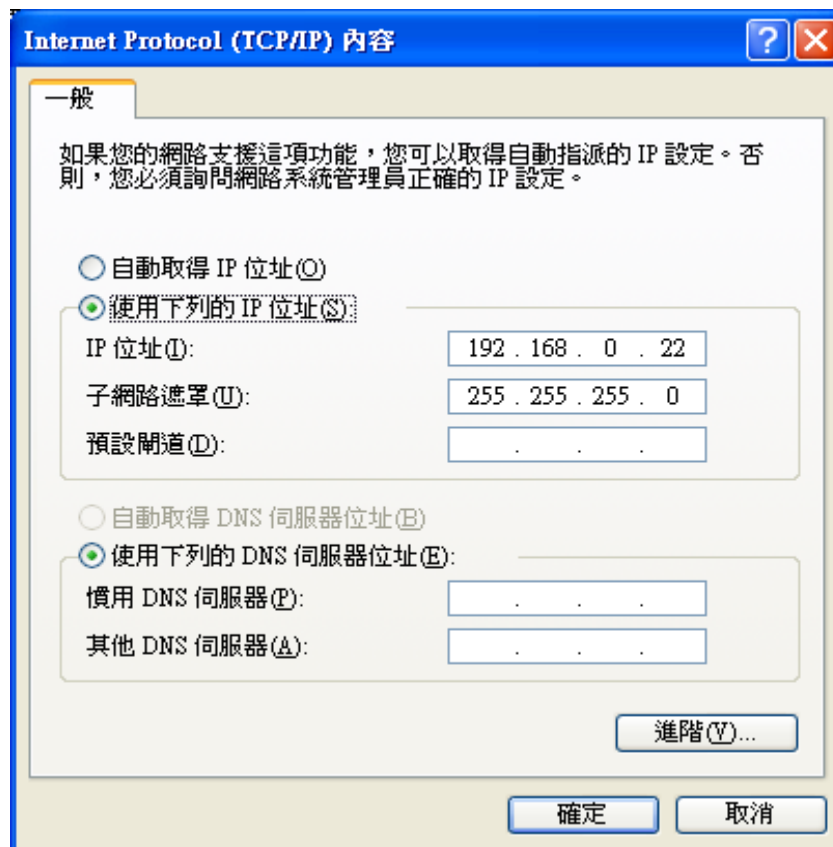 Internet Protocol (TCP/IP) 內容
一般
如果您的網路支援這項功能，您可以取得自動指派的 IP 設定。否
則，您必須詢問網路系統管理員正確的 IP 設定。
自動取得 IP 位址(O)
使用下列的 IP 位址(S):
IP 位址(I): 192 . 168 . 0 . 22
子網路遮罩(U): 255 . 255 . 255 . 0
預設閘道(D): . . .
自動取得 DNS 伺服器位址(B)
使用下列的 DNS 伺服器位址(E):
慣用 DNS 伺服器(P): . . .
其他 DNS 伺服器(A): . . .
進階(V)...
確定 取消